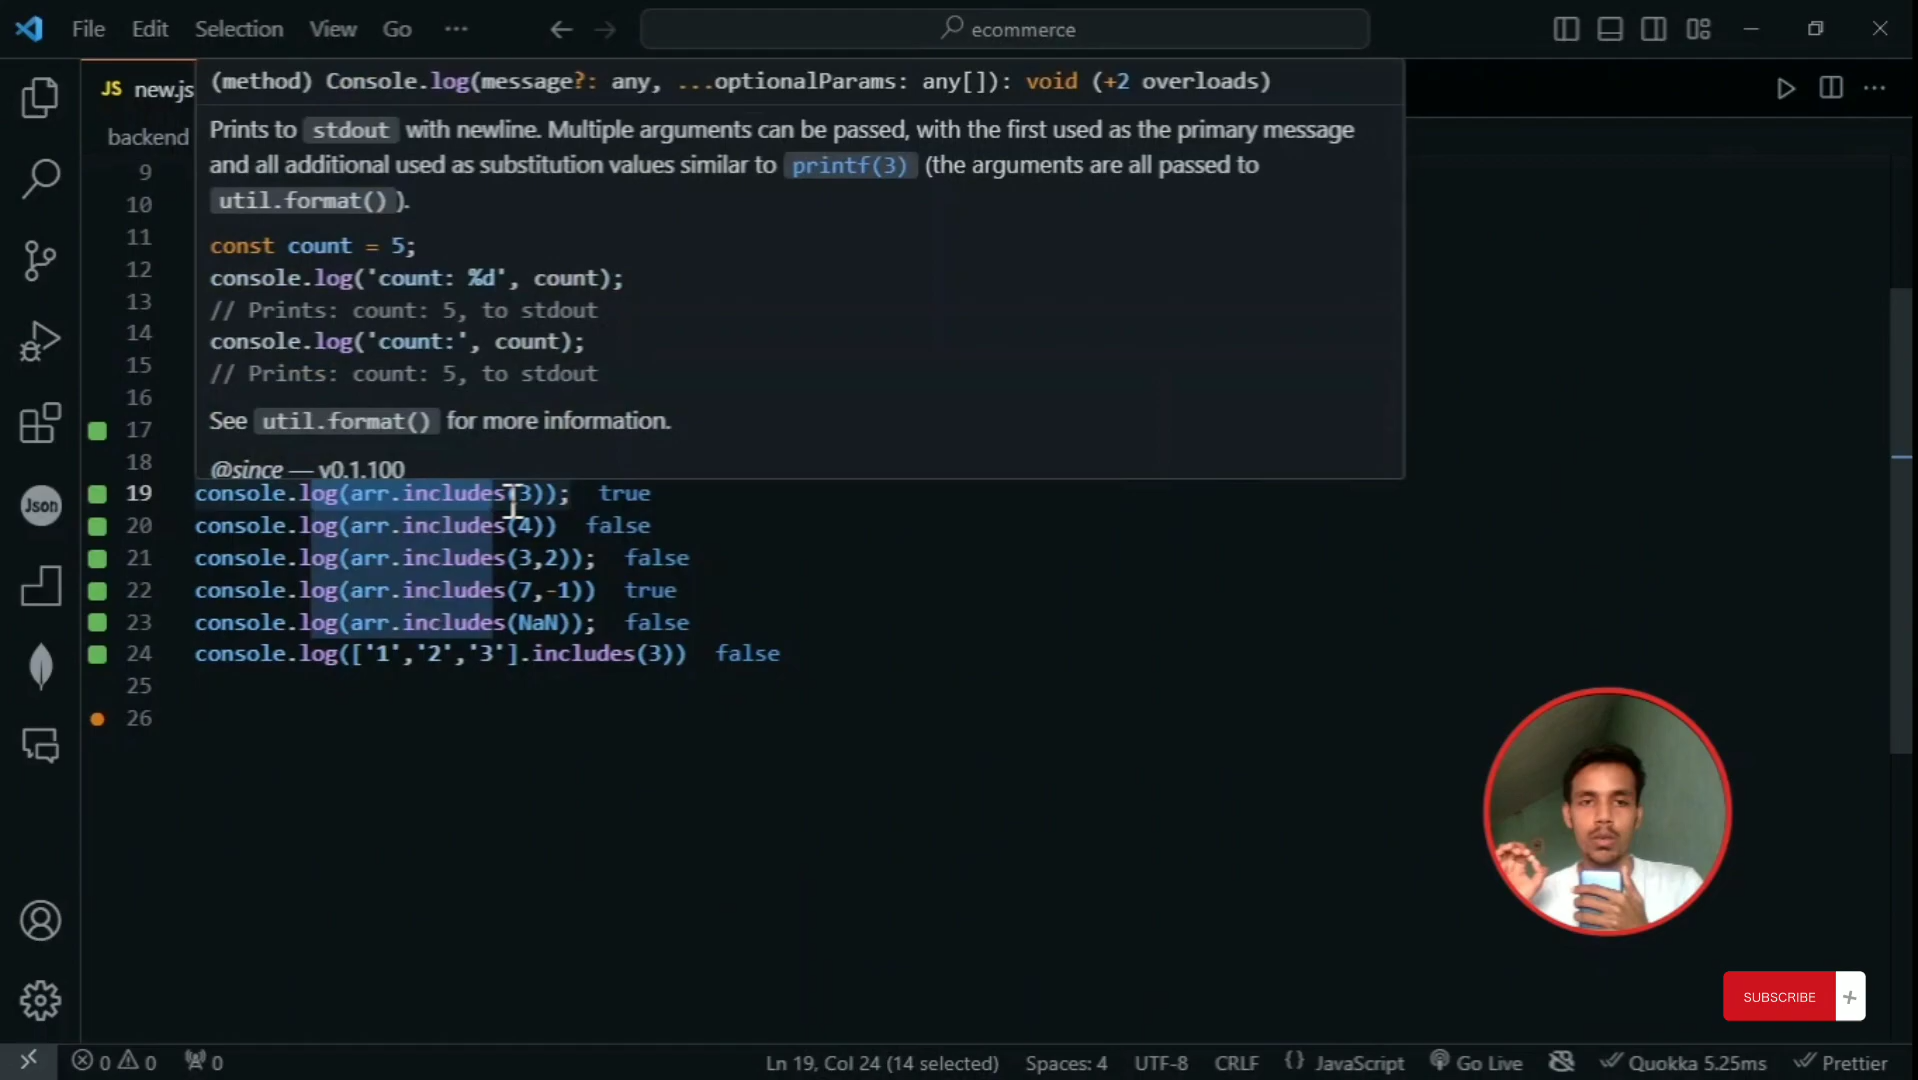 File Edit Selection View Go ··· ecommerce
JS new.js
(method) Console.log(message?: any, ...optionalParams: any[]): void (+2 overloads)
backend
Prints to stdout with newline. Multiple arguments can be passed, with the first used as the primary message
and all additional used as substitution values similar to printf(3) (the arguments are all passed to
util.format()).
const count = 5;
console.log('count: %d', count);
// Prints: count: 5, to stdout
console.log('count:', count);
// Prints: count: 5, to stdout
See util.format() for more information.
@since — v0.1.100
9
10
11
12
13
14
15
16
17
18
19 console.log(arr.includes(3)); true
20 console.log(arr.includes(4)) false
21 console.log(arr.includes(3,2)); false
22 console.log(arr.includes(7,-1)) true
23 console.log(arr.includes(NaN)); false
24 console.log(['1','2','3'].includes(3)) false
25
26
Json
SUBSCRIBE +
0 0 0 Ln 19, Col 24 (14 selected) Spaces: 4 UTF-8 CRLF {} JavaScript Go Live Quokka 5.25ms Prettier